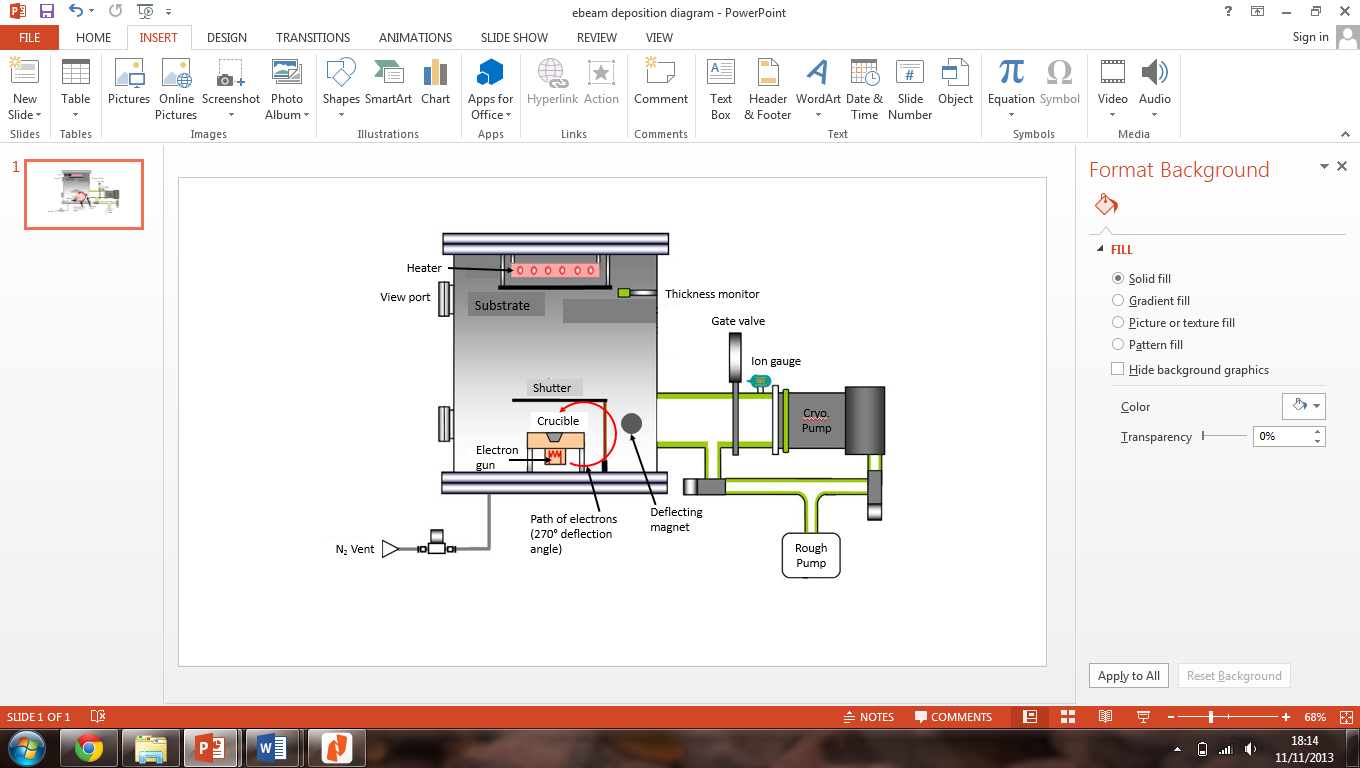 ebeam deposition diagram - PowerPoint
FILE HOME INSERT DESIGN TRANSITIONS ANIMATIONS SLIDE SHOW REVIEW VIEW Sign in
New Slide
Table
Pictures
Online Pictures
Screenshot
Photo Album
Shapes
SmartArt
Chart
Apps for Office
Hyperlink
Action
Comment
Text Box
Header & Footer
WordArt
Date & Time
Slide Number
Object
Equation
Symbol
Video
Audio
Slides Tables Images Illustrations Apps Links Comments Text Symbols Media
1
Heater
View port
Substrate
Thickness monitor
Gate valve
Ion gauge
Shutter
Crucible
Cryo.
Pump
Electron
gun
Path of electrons
(270° deflection
angle)
Deflecting
magnet
N₂ Vent
Rough
Pump
Format Background
FILL
Solid fill
Gradient fill
Picture or texture fill
Pattern fill
Hide background graphics
Color
Transparency 0%
Apply to All Reset Background
SLIDE 1 OF 1 NOTES COMMENTS 68%
18:14
11/11/2013